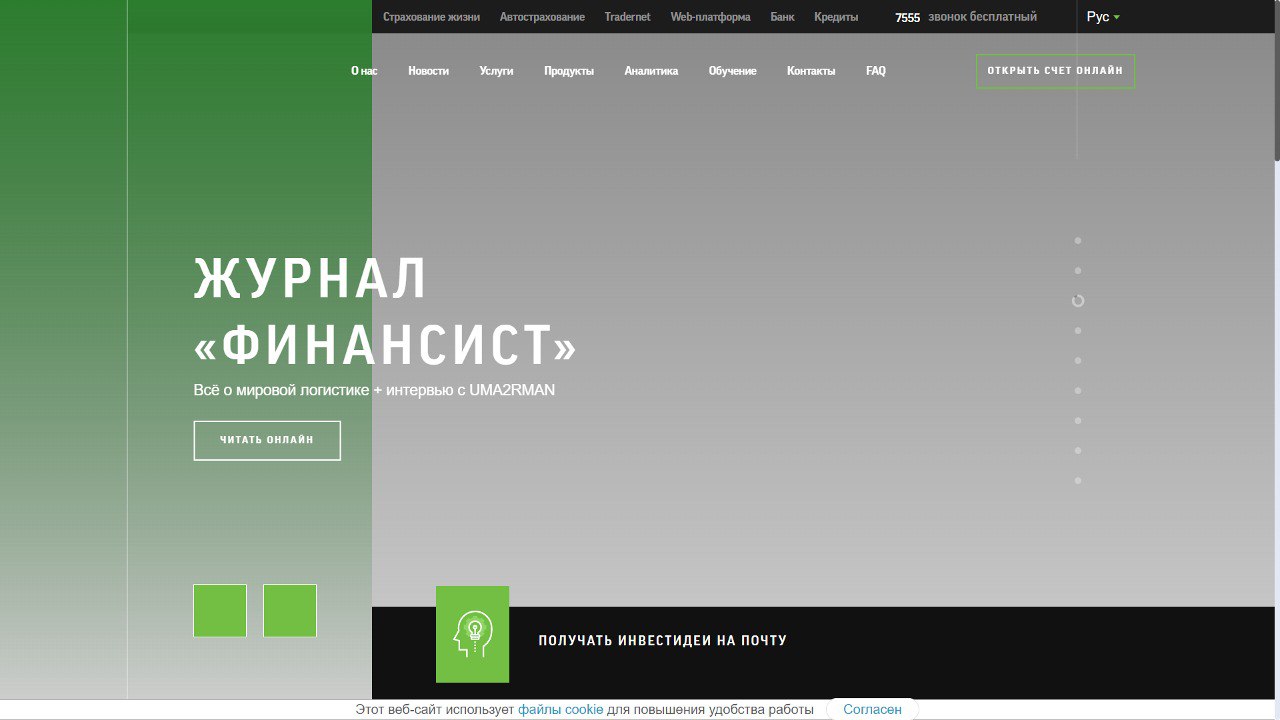 Страхование жизни Автострахование Tradernet Web-платформа Банк Кредиты 7555 звонок бесплатный Рус
О нас Новости Услуги Продукты Аналитика Обучение Контакты FAQ ОТКРЫТЬ СЧЕТ ОНЛАЙН
ЖУРНАЛ
«ФИНАНСИСТ»
Всё о мировой логистике + интервью с UMA2RMAN
ЧИТАТЬ ОНЛАЙН
ПОЛУЧАТЬ ИНВЕСТИДЕИ НА ПОЧТУ
Этот веб-сайт использует файлы cookie для повышения удобства работы Согласен